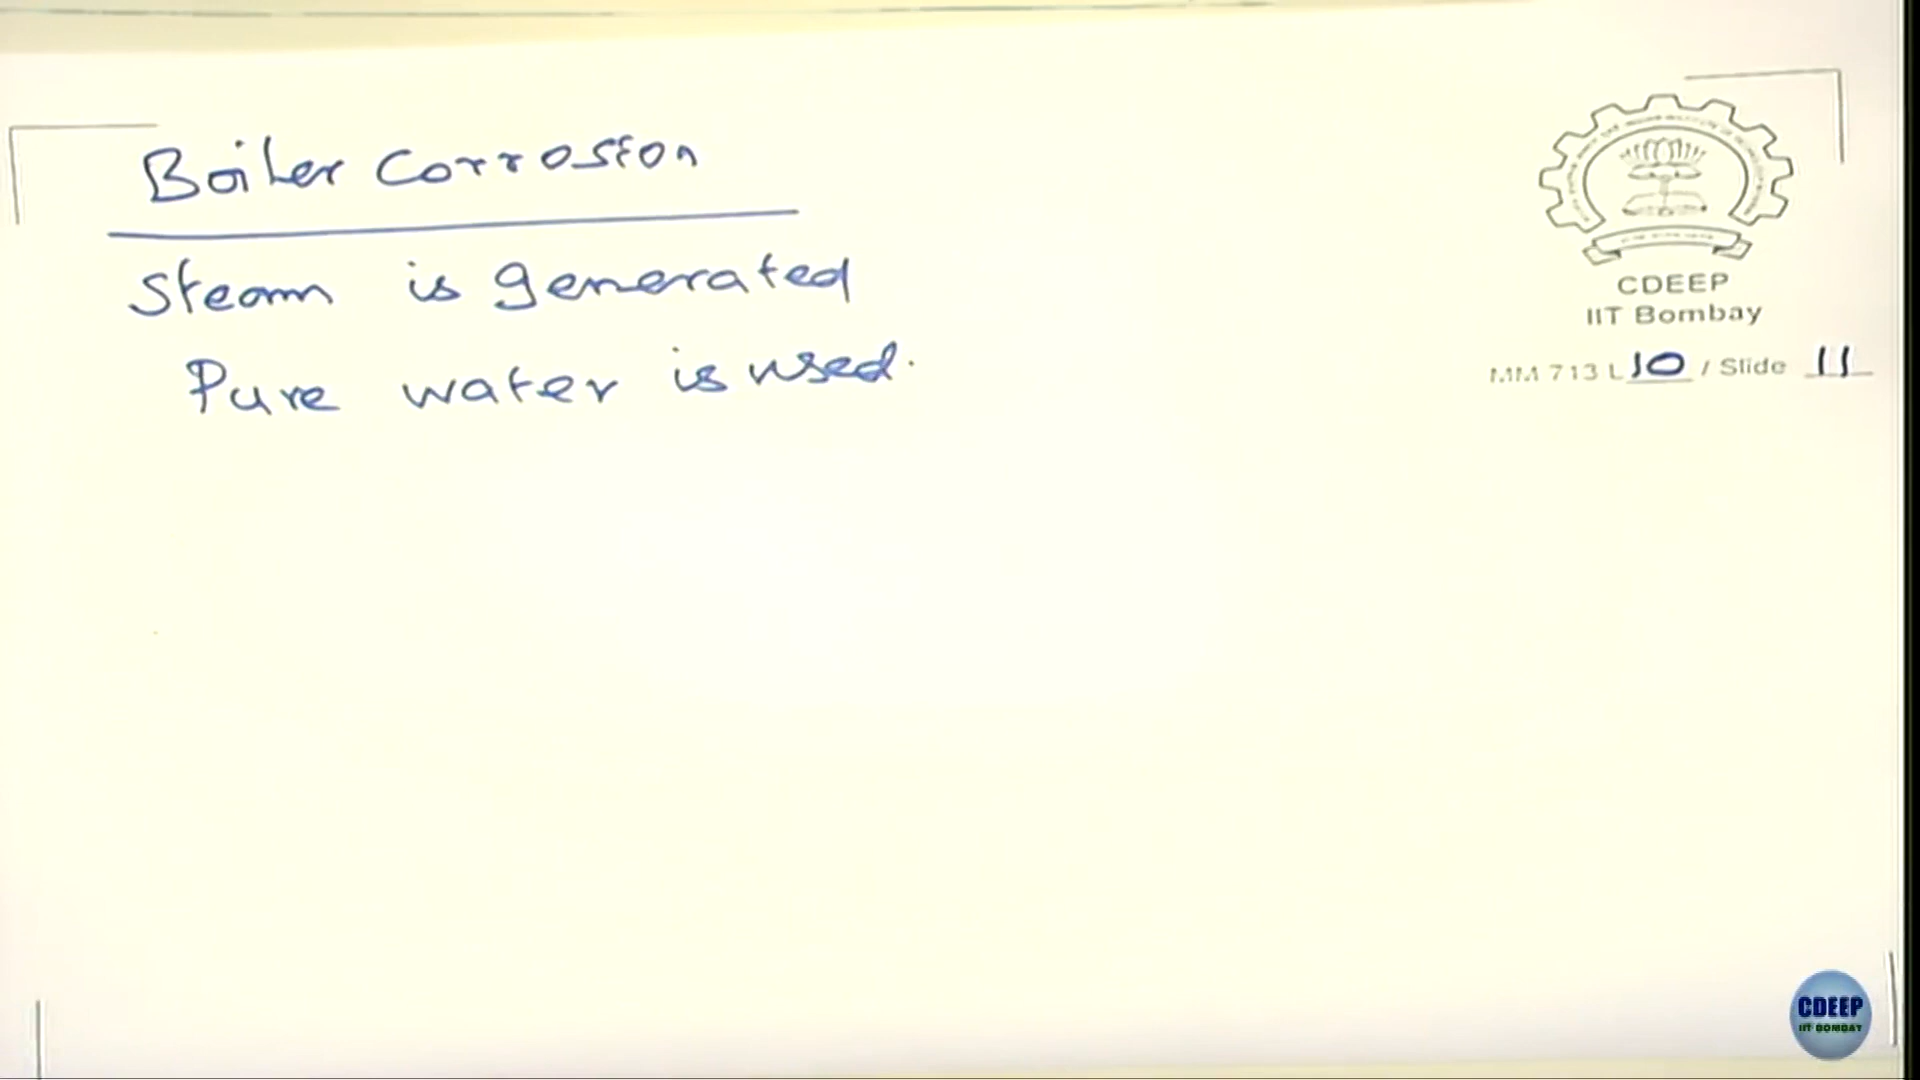 Boiler Corrosion
Steam is generated
Pure water is used.
CDEEP
IIT Bombay
MM 713 L 10 / Slide 11
CDEEP
IIT BOMBAY